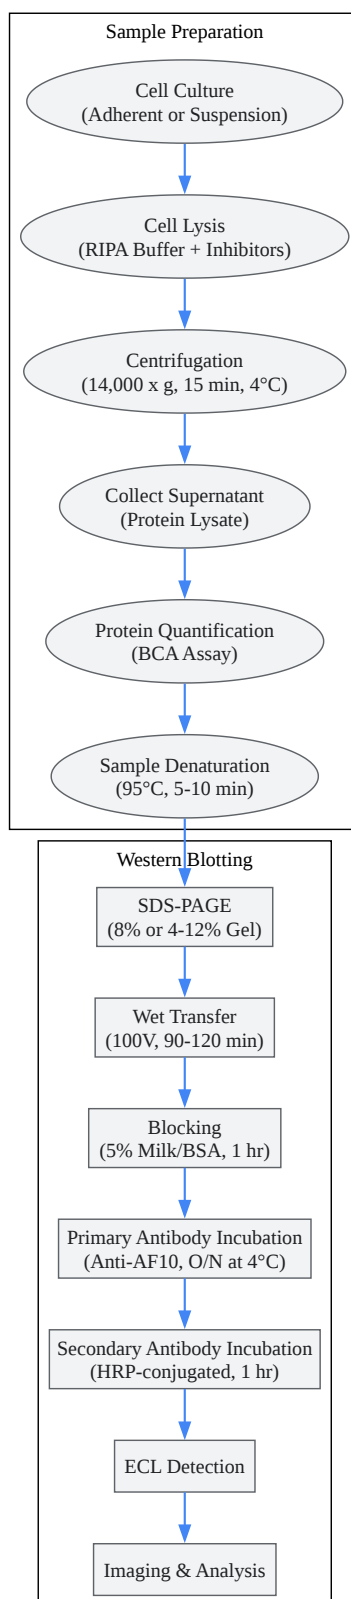 Sample Preparation
Cell Culture
(Adherent or Suspension)
Cell Lysis
(RIPA Buffer + Inhibitors)
Centrifugation
(14,000 x g, 15 min, 4°C)
Collect Supernatant
(Protein Lysate)
Protein Quantification
(BCA Assay)
Sample Denaturation
(95°C, 5-10 min)
Western Blotting
SDS-PAGE
(8% or 4-12% Gel)
Wet Transfer
(100V, 90-120 min)
Blocking
(5% Milk/BSA, 1 hr)
Primary Antibody Incubation
(Anti-AF10, O/N at 4°C)
Secondary Antibody Incubation
(HRP-conjugated, 1 hr)
ECL Detection
Imaging & Analysis